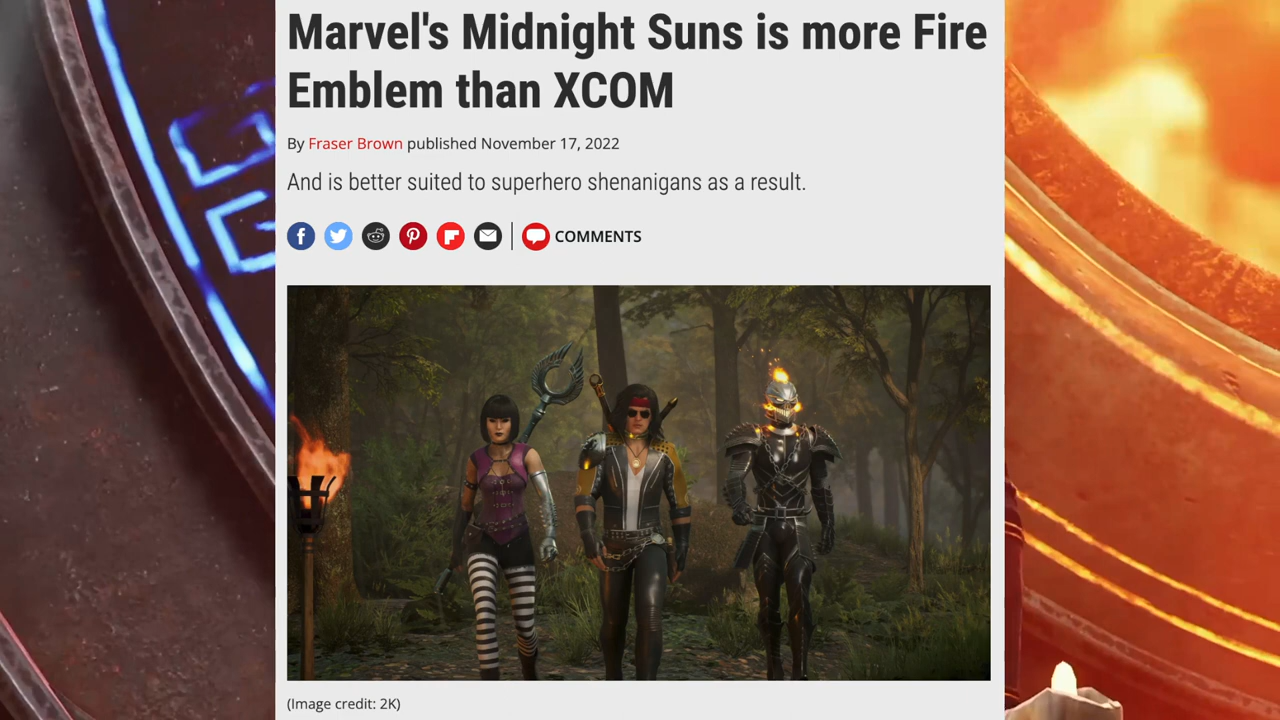 Marvel's Midnight Suns is more Fire
Emblem than XCOM
By Fraser Brown published November 17, 2022
And is better suited to superhero shenanigans as a result.
COMMENTS
(Image credit: 2K)